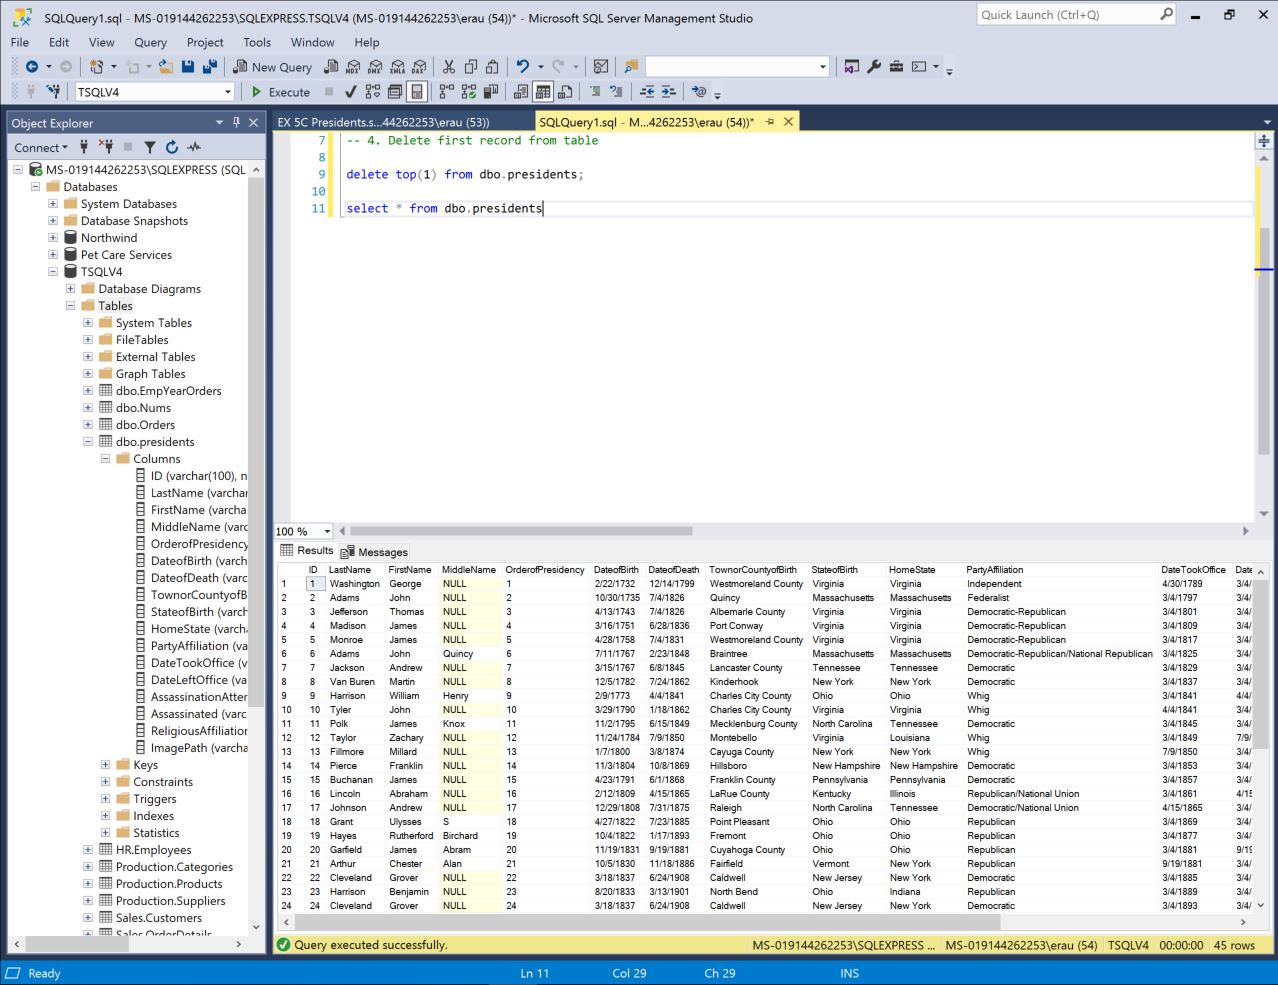 SQLQuery1.sql - MS-019144262253\SQLEXPRESS.TSQLV4 (MS-019144262253\erau (54))* - Microsoft SQL Server Management Studio
Quick Launch (Ctrl+Q)
File Edit View Query Project Tools Window Help
New Query MDX DMX XMLA DAX
TSQLV4 Execute
Object Explorer
Connect
MS-019144262253\SQLEXPRESS (SQL
Databases
System Databases
Database Snapshots
Northwind
Pet Care Services
TSQLV4
Database Diagrams
Tables
System Tables
FileTables
External Tables
Graph Tables
dbo.EmpYearOrders
dbo.Nums
dbo.Orders
dbo.presidents
Columns
ID (varchar(100), n
LastName (varchar
FirstName (varcha
MiddleName (varc
OrderofPresidency
DateofBirth (varch
DateofDeath (varc
TownorCountyofB
StateofBirth (varch
HomeState (varcha
PartyAffiliation (va
DateTookOffice (v
DateLeftOffice (va
AssassinationAtter
Assassinated (varc
ReligiousAffiliation
ImagePath (varcha
Keys
Constraints
Triggers
Indexes
Statistics
HR.Employees
Production.Categories
Production.Products
Production.Suppliers
Sales.Customers
Sales.OrderDetails
EX 5C Presidents.s...44262253\erau (53)) SQLQuery1.sql - M...4262253\erau (54))*
7 -- 4. Delete first record from table
8
9 delete top(1) from dbo.presidents;
10
11 select * from dbo.presidents
100 %
Results Messages
ID LastName FirstName MiddleName OrderofPresidency DateofBirth DateofDeath TownorCountyofBirth StateofBirth HomeState PartyAffiliation DateTookOffice Date
1 1 Washington George NULL 1 2/22/1732 12/14/1799 Westmoreland County Virginia Virginia Independent 4/30/1789 3/4/
2 2 Adams John NULL 2 10/30/1735 7/4/1826 Quincy Massachusetts Massachusetts Federalist 3/4/1797 3/4/
3 3 Jefferson Thomas NULL 3 4/13/1743 7/4/1826 Albemarle County Virginia Virginia Democratic-Republican 3/4/1801 3/4/
4 4 Madison James NULL 4 3/16/1751 6/28/1836 Port Conway Virginia Virginia Democratic-Republican 3/4/1809 3/4/
5 5 Monroe James NULL 5 4/28/1758 7/4/1831 Westmoreland County Virginia Virginia Democratic-Republican 3/4/1817 3/4/
6 6 Adams John Quincy 6 7/11/1767 2/23/1848 Braintree Massachusetts Massachusetts Democratic-Republican/National Republican 3/4/1825 3/4/
7 7 Jackson Andrew NULL 7 3/15/1767 6/8/1845 Lancaster County Tennessee Tennessee Democratic 3/4/1829 3/4/
8 8 Van Buren Martin NULL 8 12/5/1782 7/24/1862 Kinderhook New York New York Democratic 3/4/1837 3/4/
9 9 Harrison William Henry 9 2/9/1773 4/4/1841 Charles City County Ohio Ohio Whig 3/4/1841 4/4/
10 10 Tyler John NULL 10 3/29/1790 1/18/1862 Charles City County Virginia Virginia Whig 4/4/1841 3/4/
11 11 Polk James Knox 11 11/2/1795 6/15/1849 Mecklenburg County North Carolina Tennessee Democratic 3/4/1845 3/4/
12 12 Taylor Zachary NULL 12 11/24/1784 7/9/1850 Montebello Virginia Louisiana Whig 3/4/1849 7/9/
13 13 Fillmore Millard NULL 13 1/7/1800 3/8/1874 Cayuga County New York New York Whig 7/9/1850 3/4/
14 14 Pierce Franklin NULL 14 11/3/1804 10/8/1869 Hillsboro New Hampshire New Hampshire Democratic 3/4/1853 3/4/
15 15 Buchanan James NULL 15 4/23/1791 6/1/1868 Franklin County Pennsylvania Pennsylvania Democratic 3/4/1857 3/4/
16 16 Lincoln Abraham NULL 16 2/12/1809 4/15/1865 LaRue County Kentucky Illinois Republican/National Union 3/4/1861 4/15
17 17 Johnson Andrew NULL 17 12/29/1808 7/31/1875 Raleigh North Carolina Tennessee Democratic/National Union 4/15/1865 3/4/
18 18 Grant Ulysses S 18 4/27/1822 7/23/1885 Point Pleasant Ohio Ohio Republican 3/4/1869 3/4/
19 19 Hayes Rutherford Birchard 19 10/4/1822 1/17/1893 Fremont Ohio Ohio Republican 3/4/1877 3/4/
20 20 Garfield James Abram 20 11/19/1831 9/19/1881 Cuyahoga County Ohio Ohio Republican 3/4/1881 9/19
21 21 Arthur Chester Alan 21 10/5/1830 11/18/1886 Fairfield Vermont New York Republican 9/19/1881 3/4/
22 22 Cleveland Grover NULL 22 3/18/1837 6/24/1908 Caldwell New Jersey New York Democratic 3/4/1885 3/4/
23 23 Harrison Benjamin NULL 23 8/20/1833 3/13/1901 North Bend Ohio Indiana Republican 3/4/1889 3/4/
24 24 Cleveland Grover NULL 24 3/18/1837 6/24/1908 Caldwell New Jersey New York Democratic 3/4/1893 3/4/
Query executed successfully. MS-019144262253\SQLEXPRESS ... MS-019144262253\erau (54) TSQLV4 00:00:00 45 rows
Ready Ln 11 Col 29 Ch 29 INS